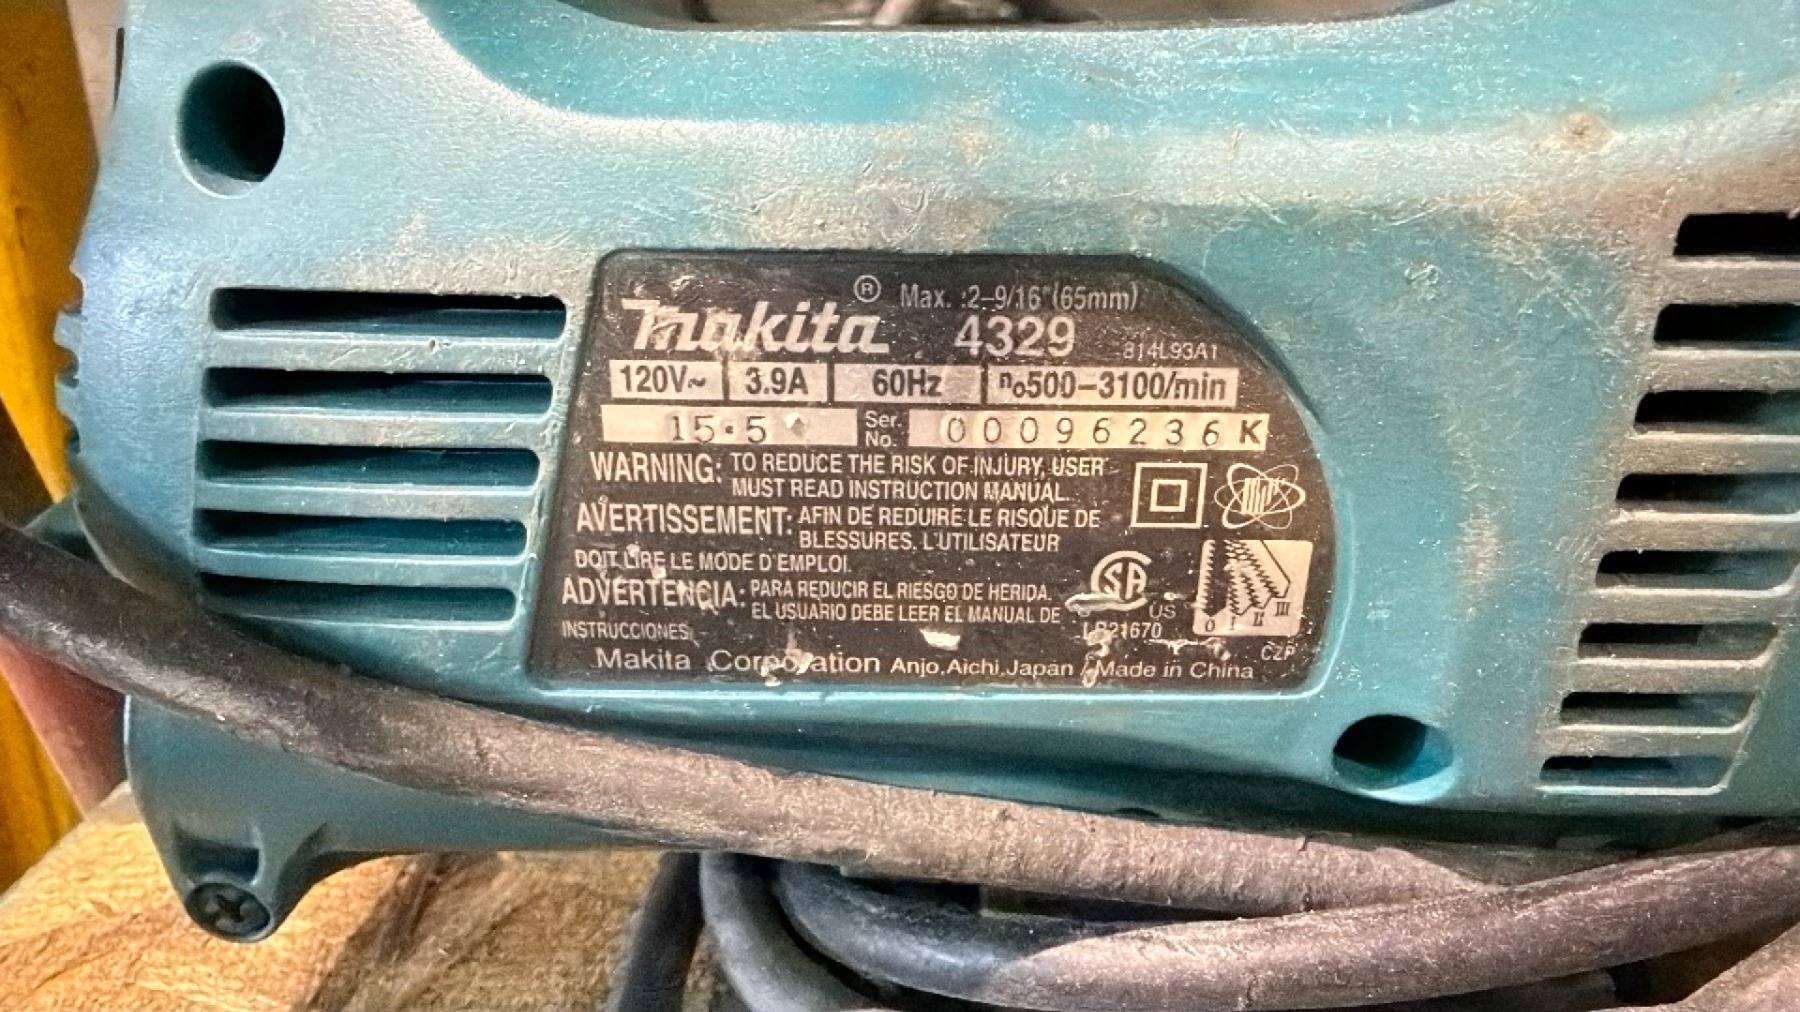 Makita® Max. :2-9/16"(65mm)
4329 814L93A1
120V~ 3.9A 60Hz n₀500-3100/min
15.5 Ser. No. 00096236 K
WARNING: TO REDUCE THE RISK OF INJURY, USER
MUST READ INSTRUCTION MANUAL.
AVERTISSEMENT: AFIN DE REDUIRE LE RISQUE DE
BLESSURES, L'UTILISATEUR
DOIT LIRE LE MODE D'EMPLOI.
ADVERTENCIA: PARA REDUCIR EL RIESGO DE HERIDA.
EL USUARIO DEBE LEER EL MANUAL DE
INSTRUCCIONES.
SA US
LR21670
0 I II III
CZP
Makita Corporation Anjo, Aichi, Japan Made in China